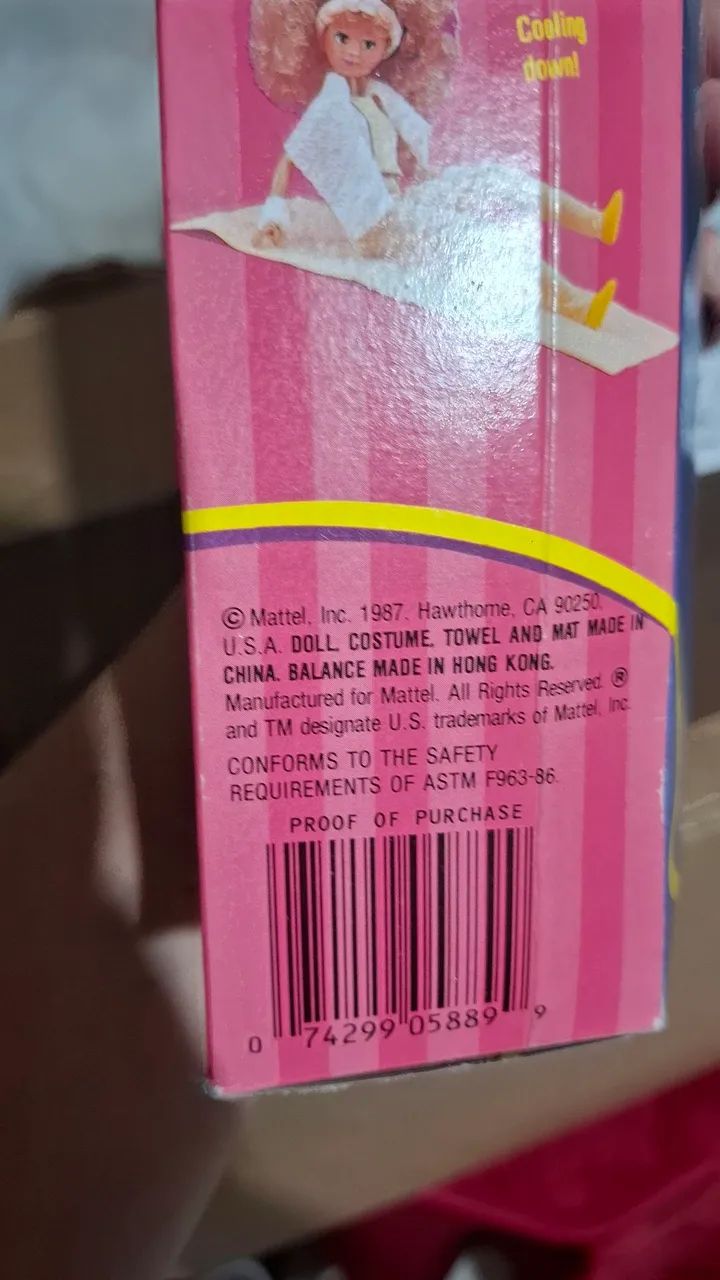 Cooling
down!
© Mattel, Inc. 1987. Hawthorne, CA 90250,
U.S.A. DOLL, COSTUME, TOWEL AND MAT MADE IN
CHINA. BALANCE MADE IN HONG KONG.
Manufactured for Mattel. All Rights Reserved. ®
and TM designate U.S. trademarks of Mattel, Inc.
CONFORMS TO THE SAFETY
REQUIREMENTS OF ASTM F963-86.
PROOF OF PURCHASE
0 74299 05889 9